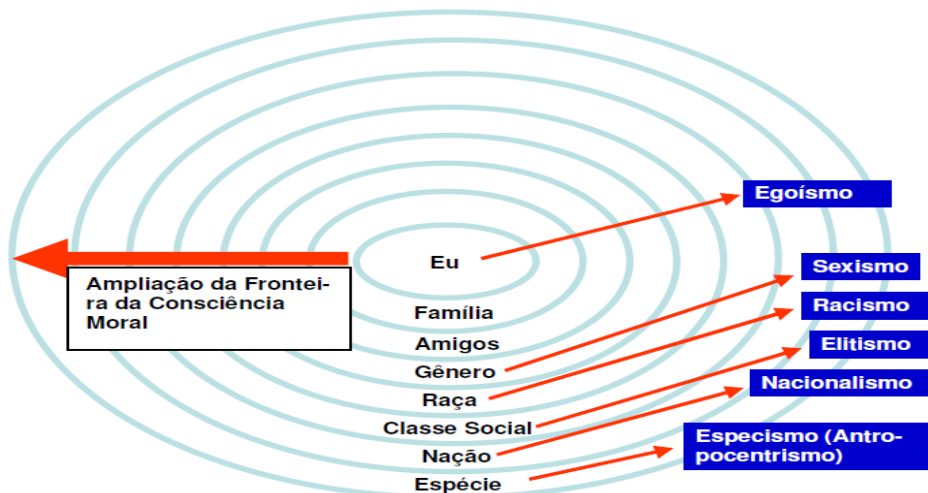 Egoísmo
Eu
Ampliação da Frontei-
ra da Consciência
Moral
Sexismo
Família
Racismo
Amigos
Elitismo
Gênero
Nacionalismo
Raça
Classe Social
Especismo (Antro-
pocentrismo)
Nação
Espécie